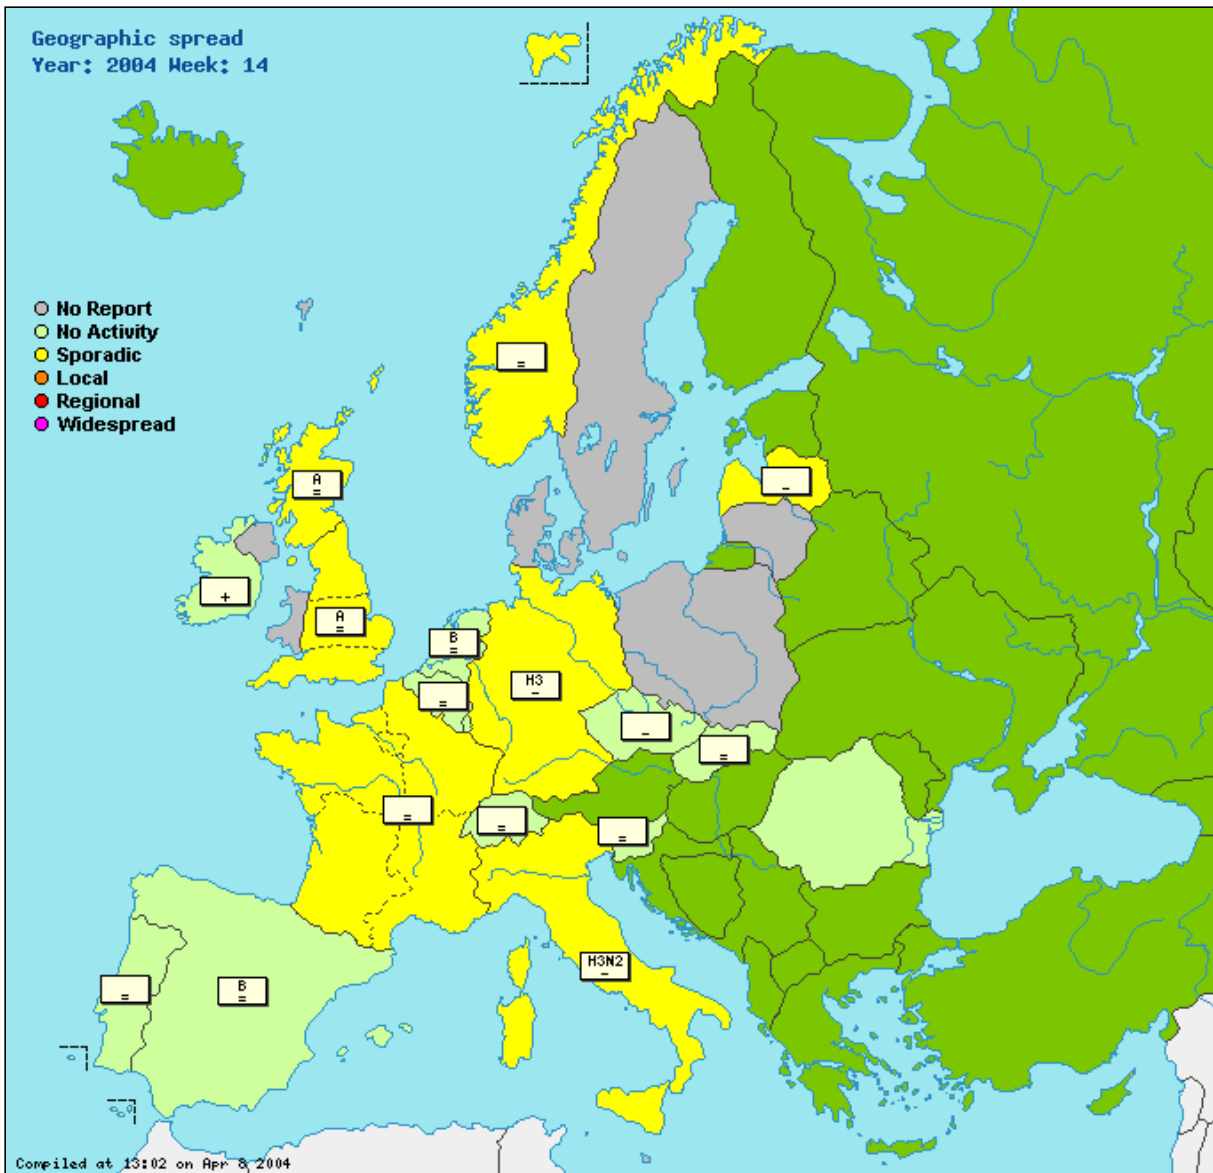 Geographic spread
Year: 2004 Week: 14
No Report
No Activity
Sporadic
Local
Regional
Widespread
=
A
=
-
+
A
=
B
=
=
H3
-
-
=
=
=
=
H3N2
-
=
B
=
Compiled at 13:02 on Apr 8 2004